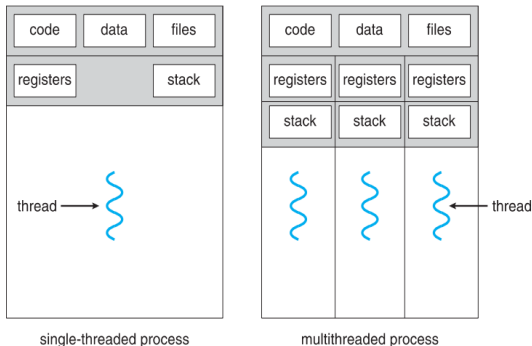 code data files
registers stack
thread
single-threaded process
code data files
registers registers registers
stack stack stack
thread
multithreaded process